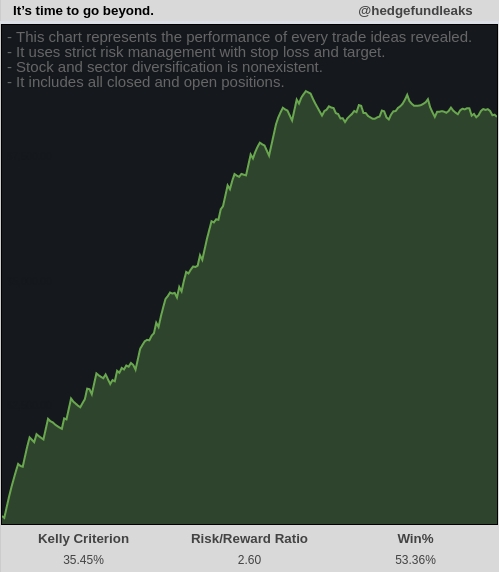 It's time to go beyond. @hedgefundleaks
- This chart represents the performance of every trade ideas revealed.
- It uses strict risk management with stop loss and target.
- Stock and sector diversification is nonexistent.
- It includes all closed and open positions.
Kelly Criterion Risk/Reward Ratio Win%
35.45% 2.60 53.36%